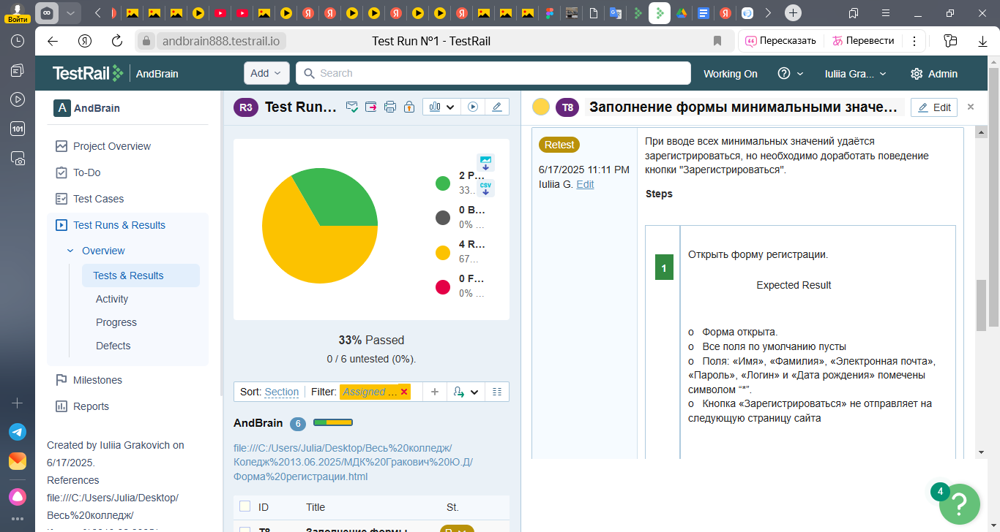 Войти
andbrain888.testrail.io
Test Run №1 - TestRail
Пересказать
Перевести
TestRail
AndBrain
Add
Search
Working On
Iuliia Gra...
Admin
101
A AndBrain
Project Overview
To-Do
Test Cases
Test Runs & Results
Overview
Tests & Results
Activity
Progress
Defects
Milestones
Reports
Created by Iuliia Grakovich on
6/17/2025.
References
file:///C:/Users/Julia/Desktop/
Весь%20колледж/
R3 Test Run...
2 P...
33...
CSV
0 B...
0% ...
4 R...
67...
0 F...
0% ...
33% Passed
0 / 6 untested (0%).
Sort: Section
Filter: Assigned ...
AndBrain 6
file:///C:/Users/Julia/Desktop/Весь%20колледж/
Коледж%2013.06.2025/МДК%20Гракович%20Ю.Д/
Форма%20регистрации.html
ID Title St.
T8 Заполнение формы
T8 Заполнение формы минимальными значе...
Edit
Retest
6/17/2025 11:11 PM
Iuliia G. Edit
При вводе всех минимальных значений удаётся
зарегистрироваться, но необходимо доработать поведение
кнопки "Зарегистрироваться".
Steps
1
Открыть форму регистрации.
Expected Result
o Форма открыта.
o Все поля по умолчанию пусты
o Поля: «Имя», «Фамилия», «Электронная почта»,
«Пароль», «Логин» и «Дата рождения» помечены
символом “*”.
o Кнопка «Зарегистрироваться» не отправляет на
следующую страницу сайта
4
?